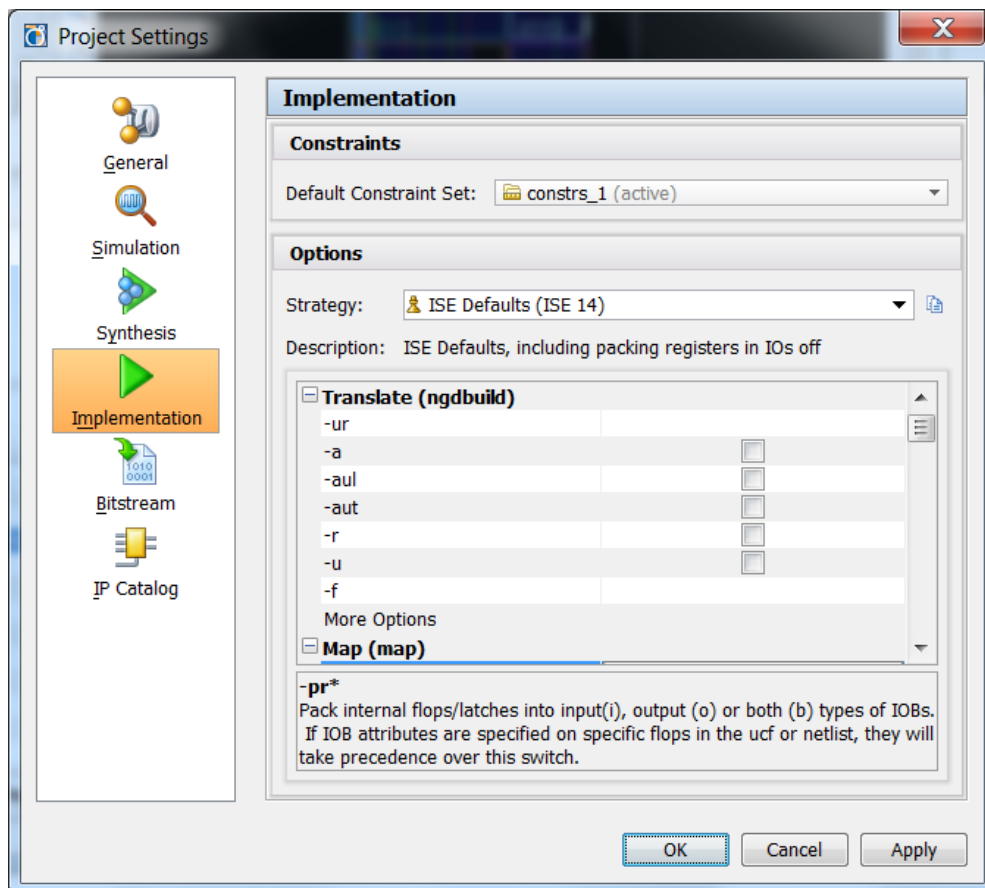 Project Settings
General
Simulation
Synthesis
Implementation
1010
0001
Bitstream
IP Catalog
Implementation
Constraints
Default Constraint Set: constrs_1 (active)
Options
Strategy: ISE Defaults (ISE 14)
Description: ISE Defaults, including packing registers in IOs off
Translate (ngdbuild)
-ur
-a
-aul
-aut
-r
-u
-f
More Options
Map (map)
-pr*
Pack internal flops/latches into input(i), output (o) or both (b) types of IOBs.
If IOB attributes are specified on specific flops in the ucf or netlist, they will
take precedence over this switch.
OK Cancel Apply